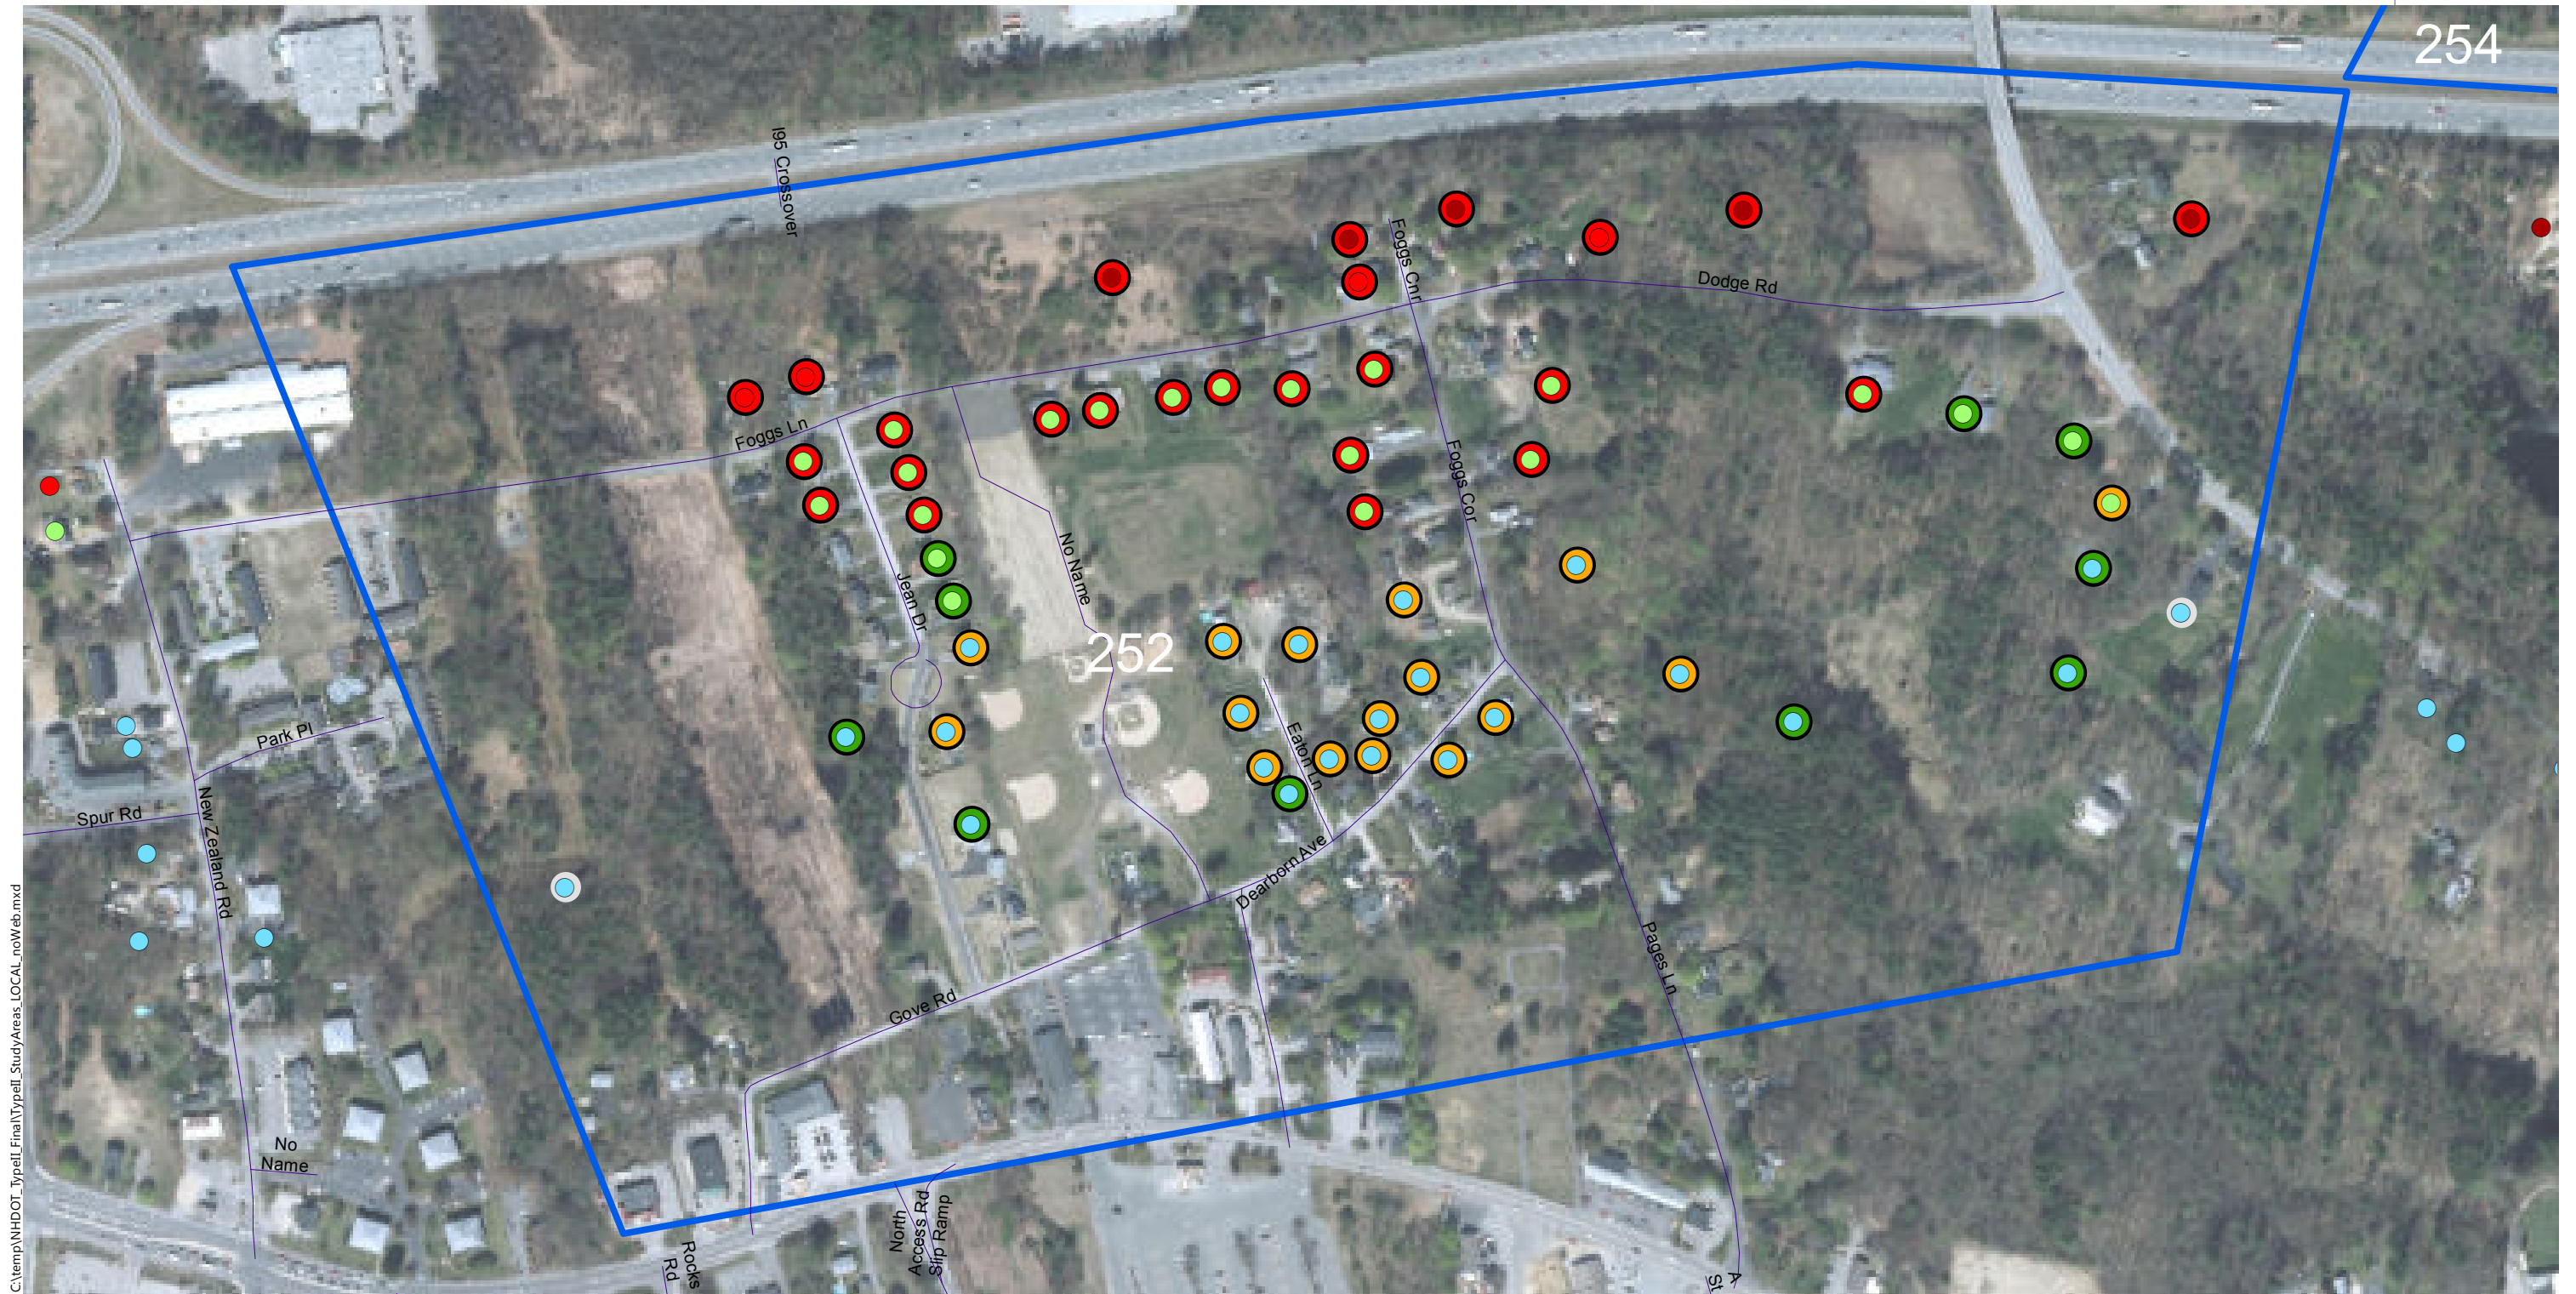 254
I95 Crossover
Foggs Cnr
Dodge Rd
Foggs Ln
Foggs Cor
No Name
Jean Dr
252
Park Pl
Eaton Ln
New Zealand Rd
Spur Rd
Dearborn Ave
Pages Ln
Gove Rd
No
Name
North
Access Rd
Slip Ramp
Rocks
Rd
A
St
C:\temp\NHDOT_TypeII_Final\TypeII_StudyAreas_LOCAL_noWeb.mxd